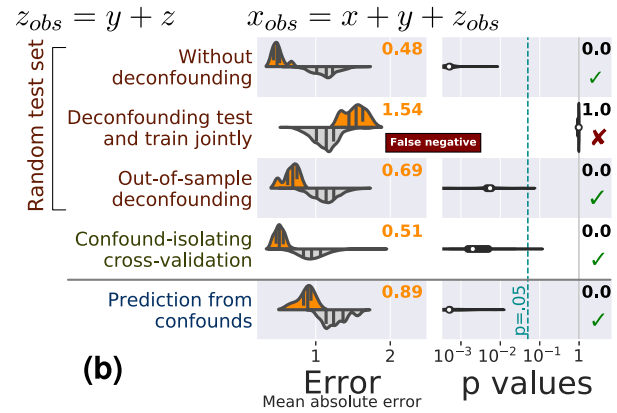 z_obs = y + z
x_obs = x + y + z_obs
Random test set
Without
deconfounding
0.48
0.0
✓
Deconfounding test
and train jointly
1.54
False negative
1.0
✘
Out-of-sample
deconfounding
0.69
0.0
✓
Confound-isolating
cross-validation
0.51
0.0
✓
Prediction from
confounds
0.89
p=.05
0.0
✓
1 2
10⁻³ 10⁻² 10⁻¹ 1
(b)
Error
Mean absolute error
p values